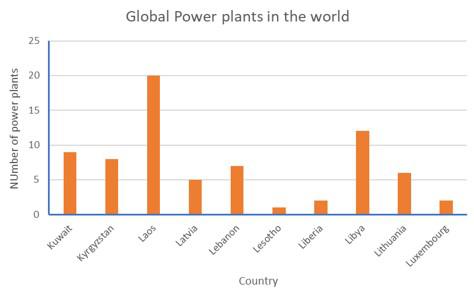 Global Power plants in the world
25
20
15
10
5
0
NUmber of power plants
Kuwait
Kyrgyzstan
Laos
Latvia
Lebanon
Lesotho
Liberia
Libya
Lithuania
Luxembourg
Country